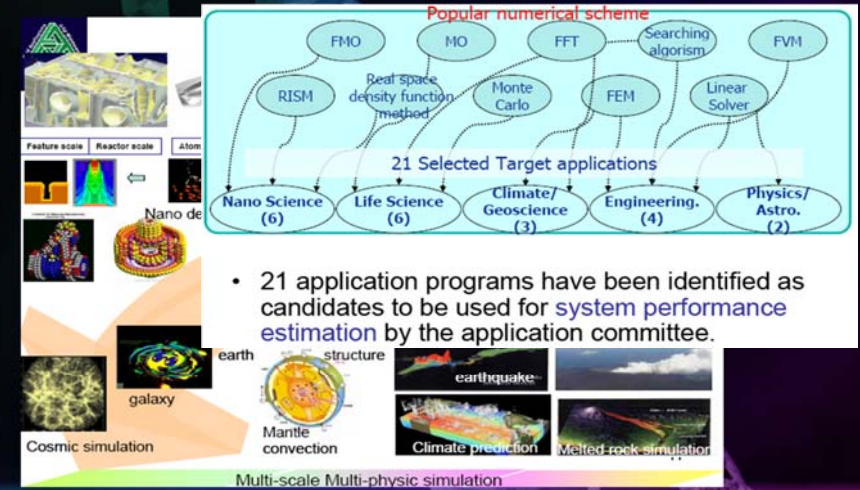 Popular numerical scheme
FMO
MO
FFT
Searching
algorism
FVM
RISM
Real space
density function
method
Monte
Carlo
FEM
Linear
Solver
21 Selected Target applications
Nano Science
(6)
Life Science
(6)
Climate/
Geoscience
(3)
Engineering.
(4)
Physics/
Astro.
(2)
• 21 application programs have been identified as
candidates to be used for system performance
estimation by the application committee.
Feature scale
Reactor scale
Atom
Nano de
earth
structure
earthquake
galaxy
Cosmic simulation
Mantle
convection
Climate prediction
Melted rock simulation
Multi-scale Multi-physic simulation